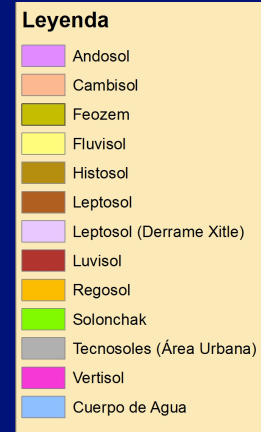 Leyenda
Andosol
Cambisol
Feozem
Fluvisol
Histosol
Leptosol
Leptosol (Derrame Xitle)
Luvisol
Regosol
Solonchak
Tecnosoles (Área Urbana)
Vertisol
Cuerpo de Agua